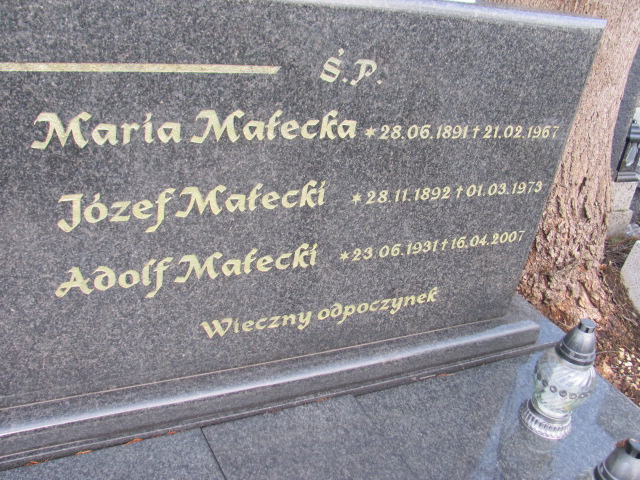 Ś.P.
Maria Małecka * 28.06.1891 † 21.02.1967
Józef Małecki * 28.11.1892 † 01.03.1973
Adolf Małecki * 23.06.1931 † 16.04.2007
Wieczny odpoczynek